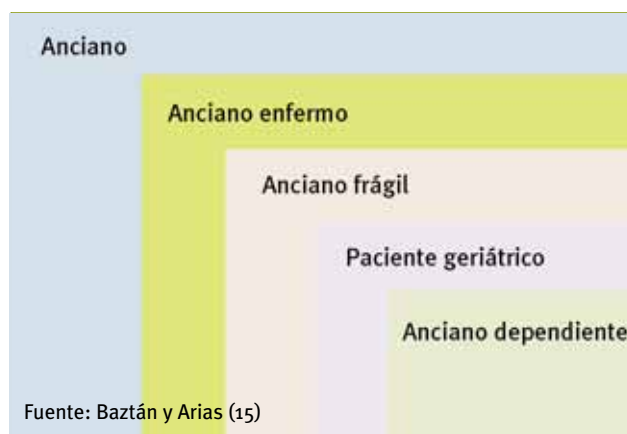 Anciano
Anciano enfermo
Anciano frágil
Paciente geriátrico
Anciano dependiente
Fuente: Baztán y Arias (15)